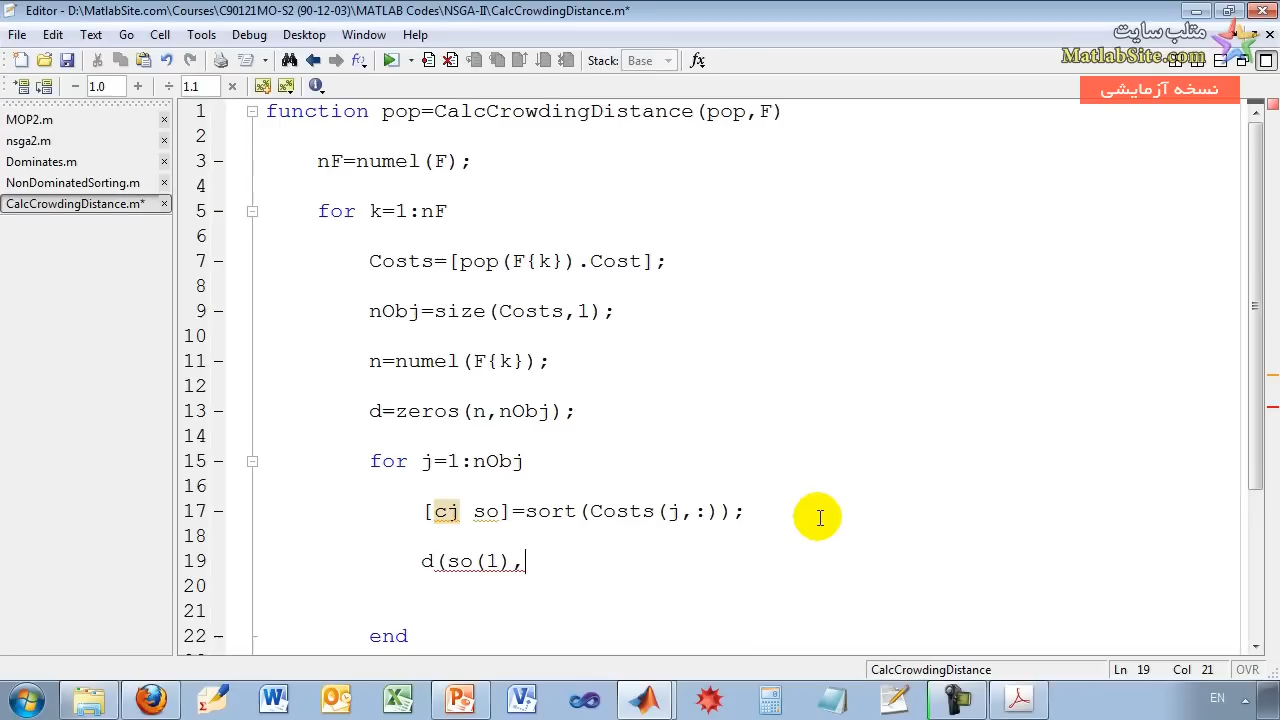 Editor - D:\MatlabSite.com\Courses\C90121MO-S2 (90-12-03)\MATLAB Codes\NSGA-II\CalcCrowdingDistance.m*
File Edit Text Go Cell Tools Debug Desktop Window Help
متلب سایت
MatlabSite.com
Stack: Base fx
1.0 1.1
نسخه آزمایشی
MOP2.m
nsga2.m
Dominates.m
NonDominatedSorting.m
CalcCrowdingDistance.m*
1 function pop=CalcCrowdingDistance(pop,F)
2
3 nF=numel(F);
4
5 for k=1:nF
6
7 Costs=[pop(F{k}).Cost];
8
9 nObj=size(Costs,1);
10
11 n=numel(F{k});
12
13 d=zeros(n,nObj);
14
15 for j=1:nObj
16
17 [cj so]=sort(Costs(j,:));
18
19 d(so(1),
20
21
22 end
CalcCrowdingDistance Ln 19 Col 21 OVR
EN